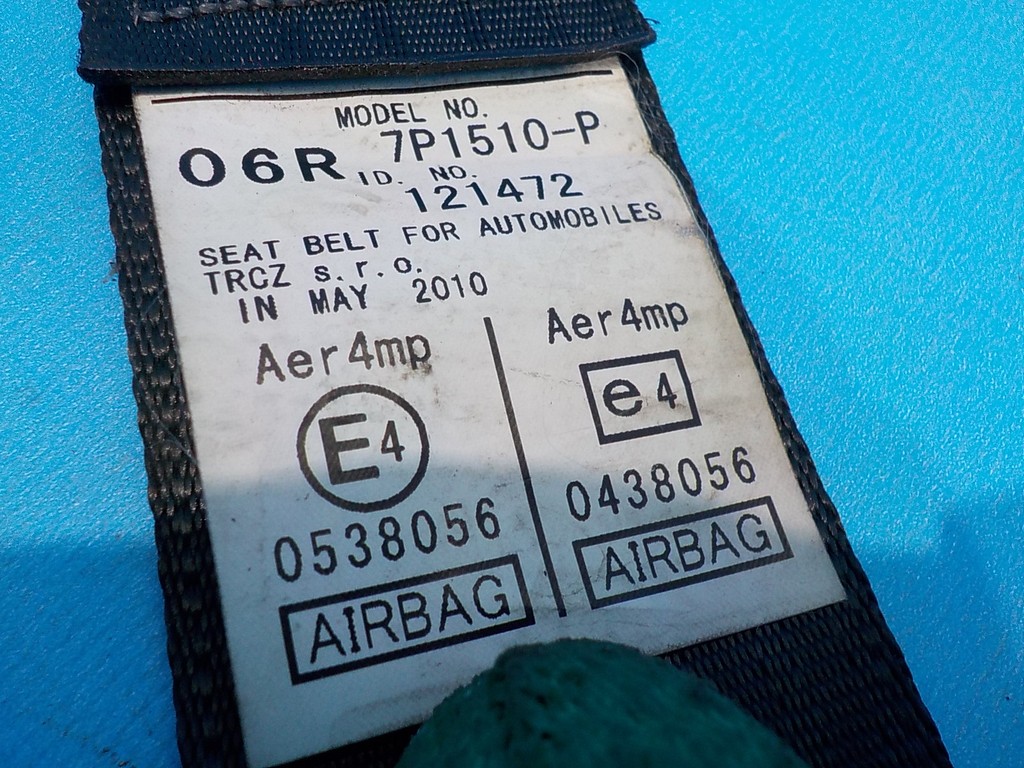 MODEL NO.
06R 7P1510-P
ID. NO.
121472
SEAT BELT FOR AUTOMOBILES
TRCZ s.r.o.
IN MAY 2010
Aer4mp Aer4mp
E4 e4
0538056 0438056
AIRBAG AIRBAG